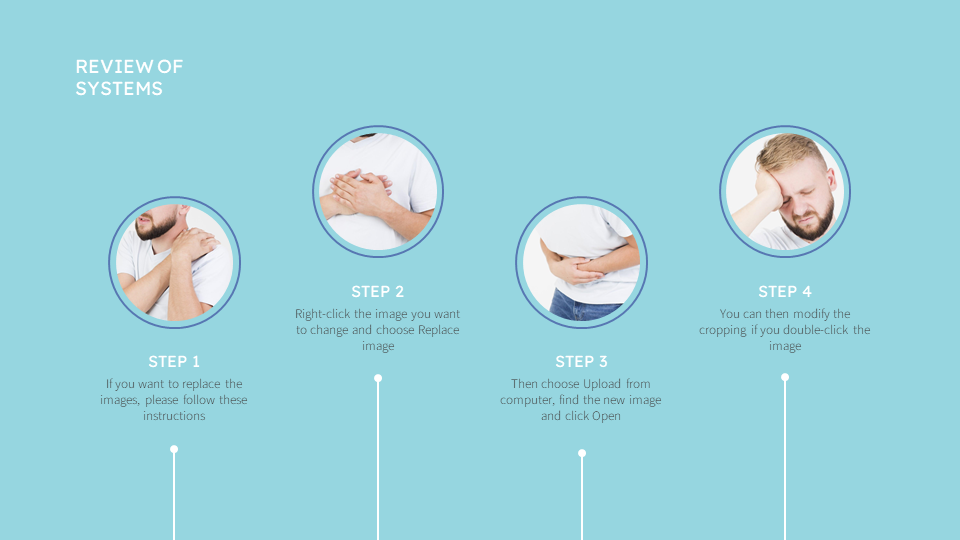 REVIEW OF
SYSTEMS
STEP 1
If you want to replace the
images, please follow these
instructions
STEP 2
Right-click the image you want
to change and choose Replace
image
STEP 3
Then choose Upload from
computer, find the new image
and click Open
STEP 4
You can then modify the
cropping if you double-click the
image